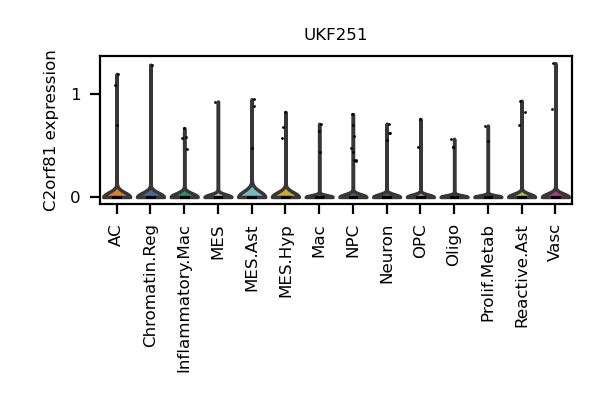 UKF251
C2orf81 expression
1
0
AC
Chromatin.Reg
Inflammatory.Mac
MES
MES.Ast
MES.Hyp
Mac
NPC
Neuron
OPC
Oligo
Prolif.Metab
Reactive.Ast
Vasc